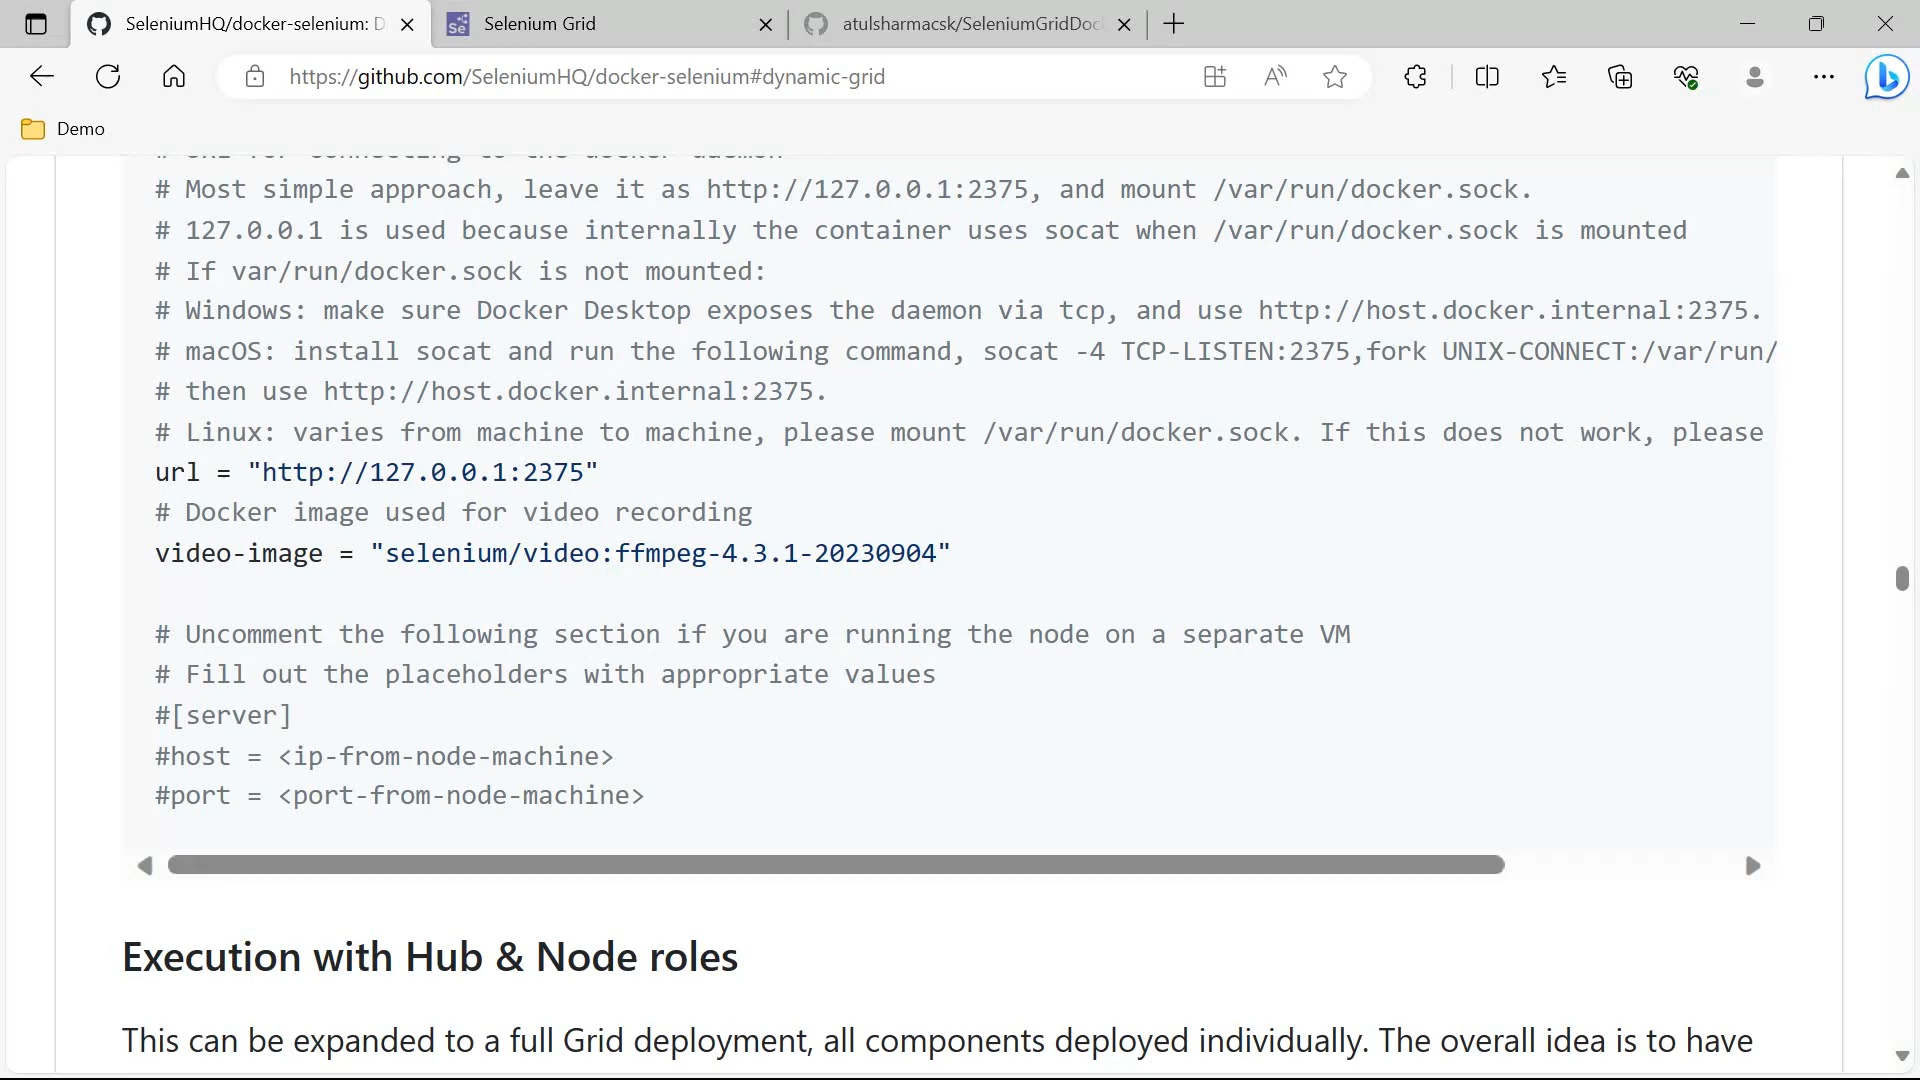 SeleniumHQ/docker-selenium: D
Selenium Grid
atulsharmacsk/SeleniumGridDoc
https://github.com/SeleniumHQ/docker-selenium#dynamic-grid
Demo
# Most simple approach, leave it as http://127.0.0.1:2375, and mount /var/run/docker.sock.
# 127.0.0.1 is used because internally the container uses socat when /var/run/docker.sock is mounted
# If var/run/docker.sock is not mounted:
# Windows: make sure Docker Desktop exposes the daemon via tcp, and use http://host.docker.internal:2375.
# macOS: install socat and run the following command, socat -4 TCP-LISTEN:2375,fork UNIX-CONNECT:/var/run/
# then use http://host.docker.internal:2375.
# Linux: varies from machine to machine, please mount /var/run/docker.sock. If this does not work, please
url = "http://127.0.0.1:2375"
# Docker image used for video recording
video-image = "selenium/video:ffmpeg-4.3.1-20230904"
# Uncomment the following section if you are running the node on a separate VM
# Fill out the placeholders with appropriate values
#[server]
#host = <ip-from-node-machine>
#port = <port-from-node-machine>
Execution with Hub & Node roles
This can be expanded to a full Grid deployment, all components deployed individually. The overall idea is to have